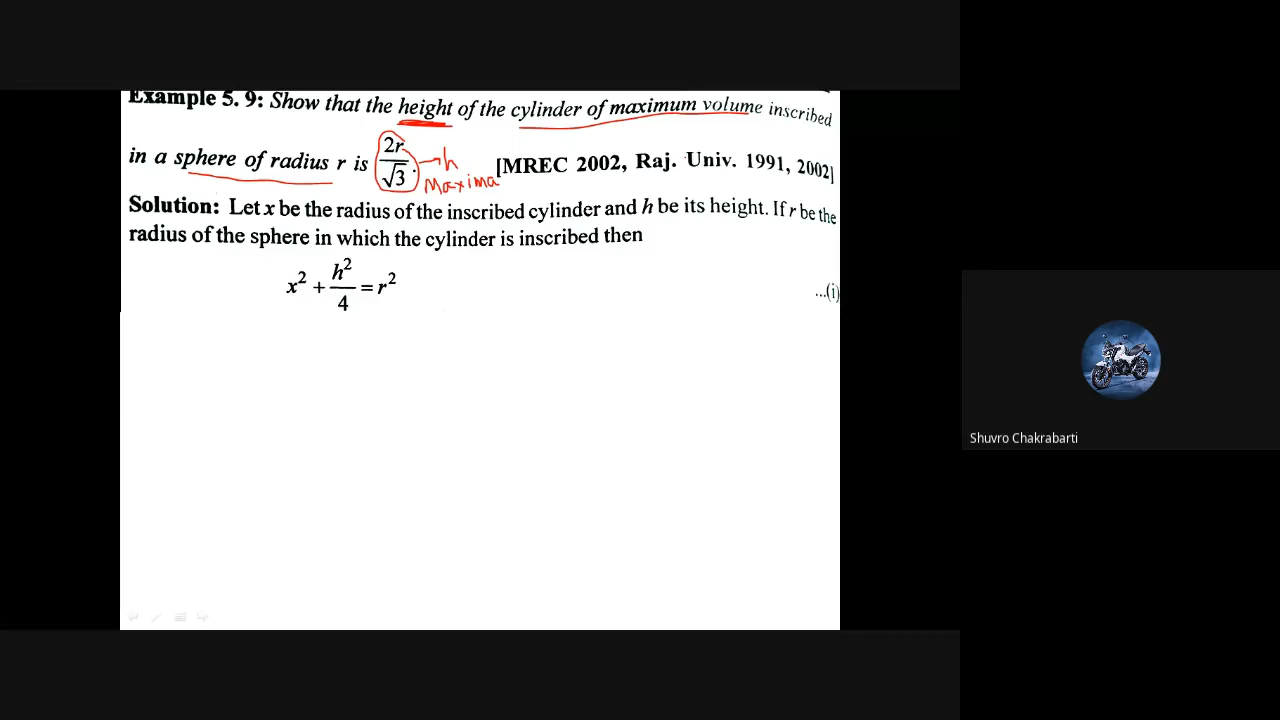 Example 5. 9: Show that the height of the cylinder of maximum volume inscribed
in a sphere of radius r is 2r/√3. → h [MREC 2002, Raj. Univ. 1991, 2002]
Maxima
Solution: Let x be the radius of the inscribed cylinder and h be its height. If r be the
radius of the sphere in which the cylinder is inscribed then
x² + h²/4 = r² ...(i)
Shuvro Chakrabarti